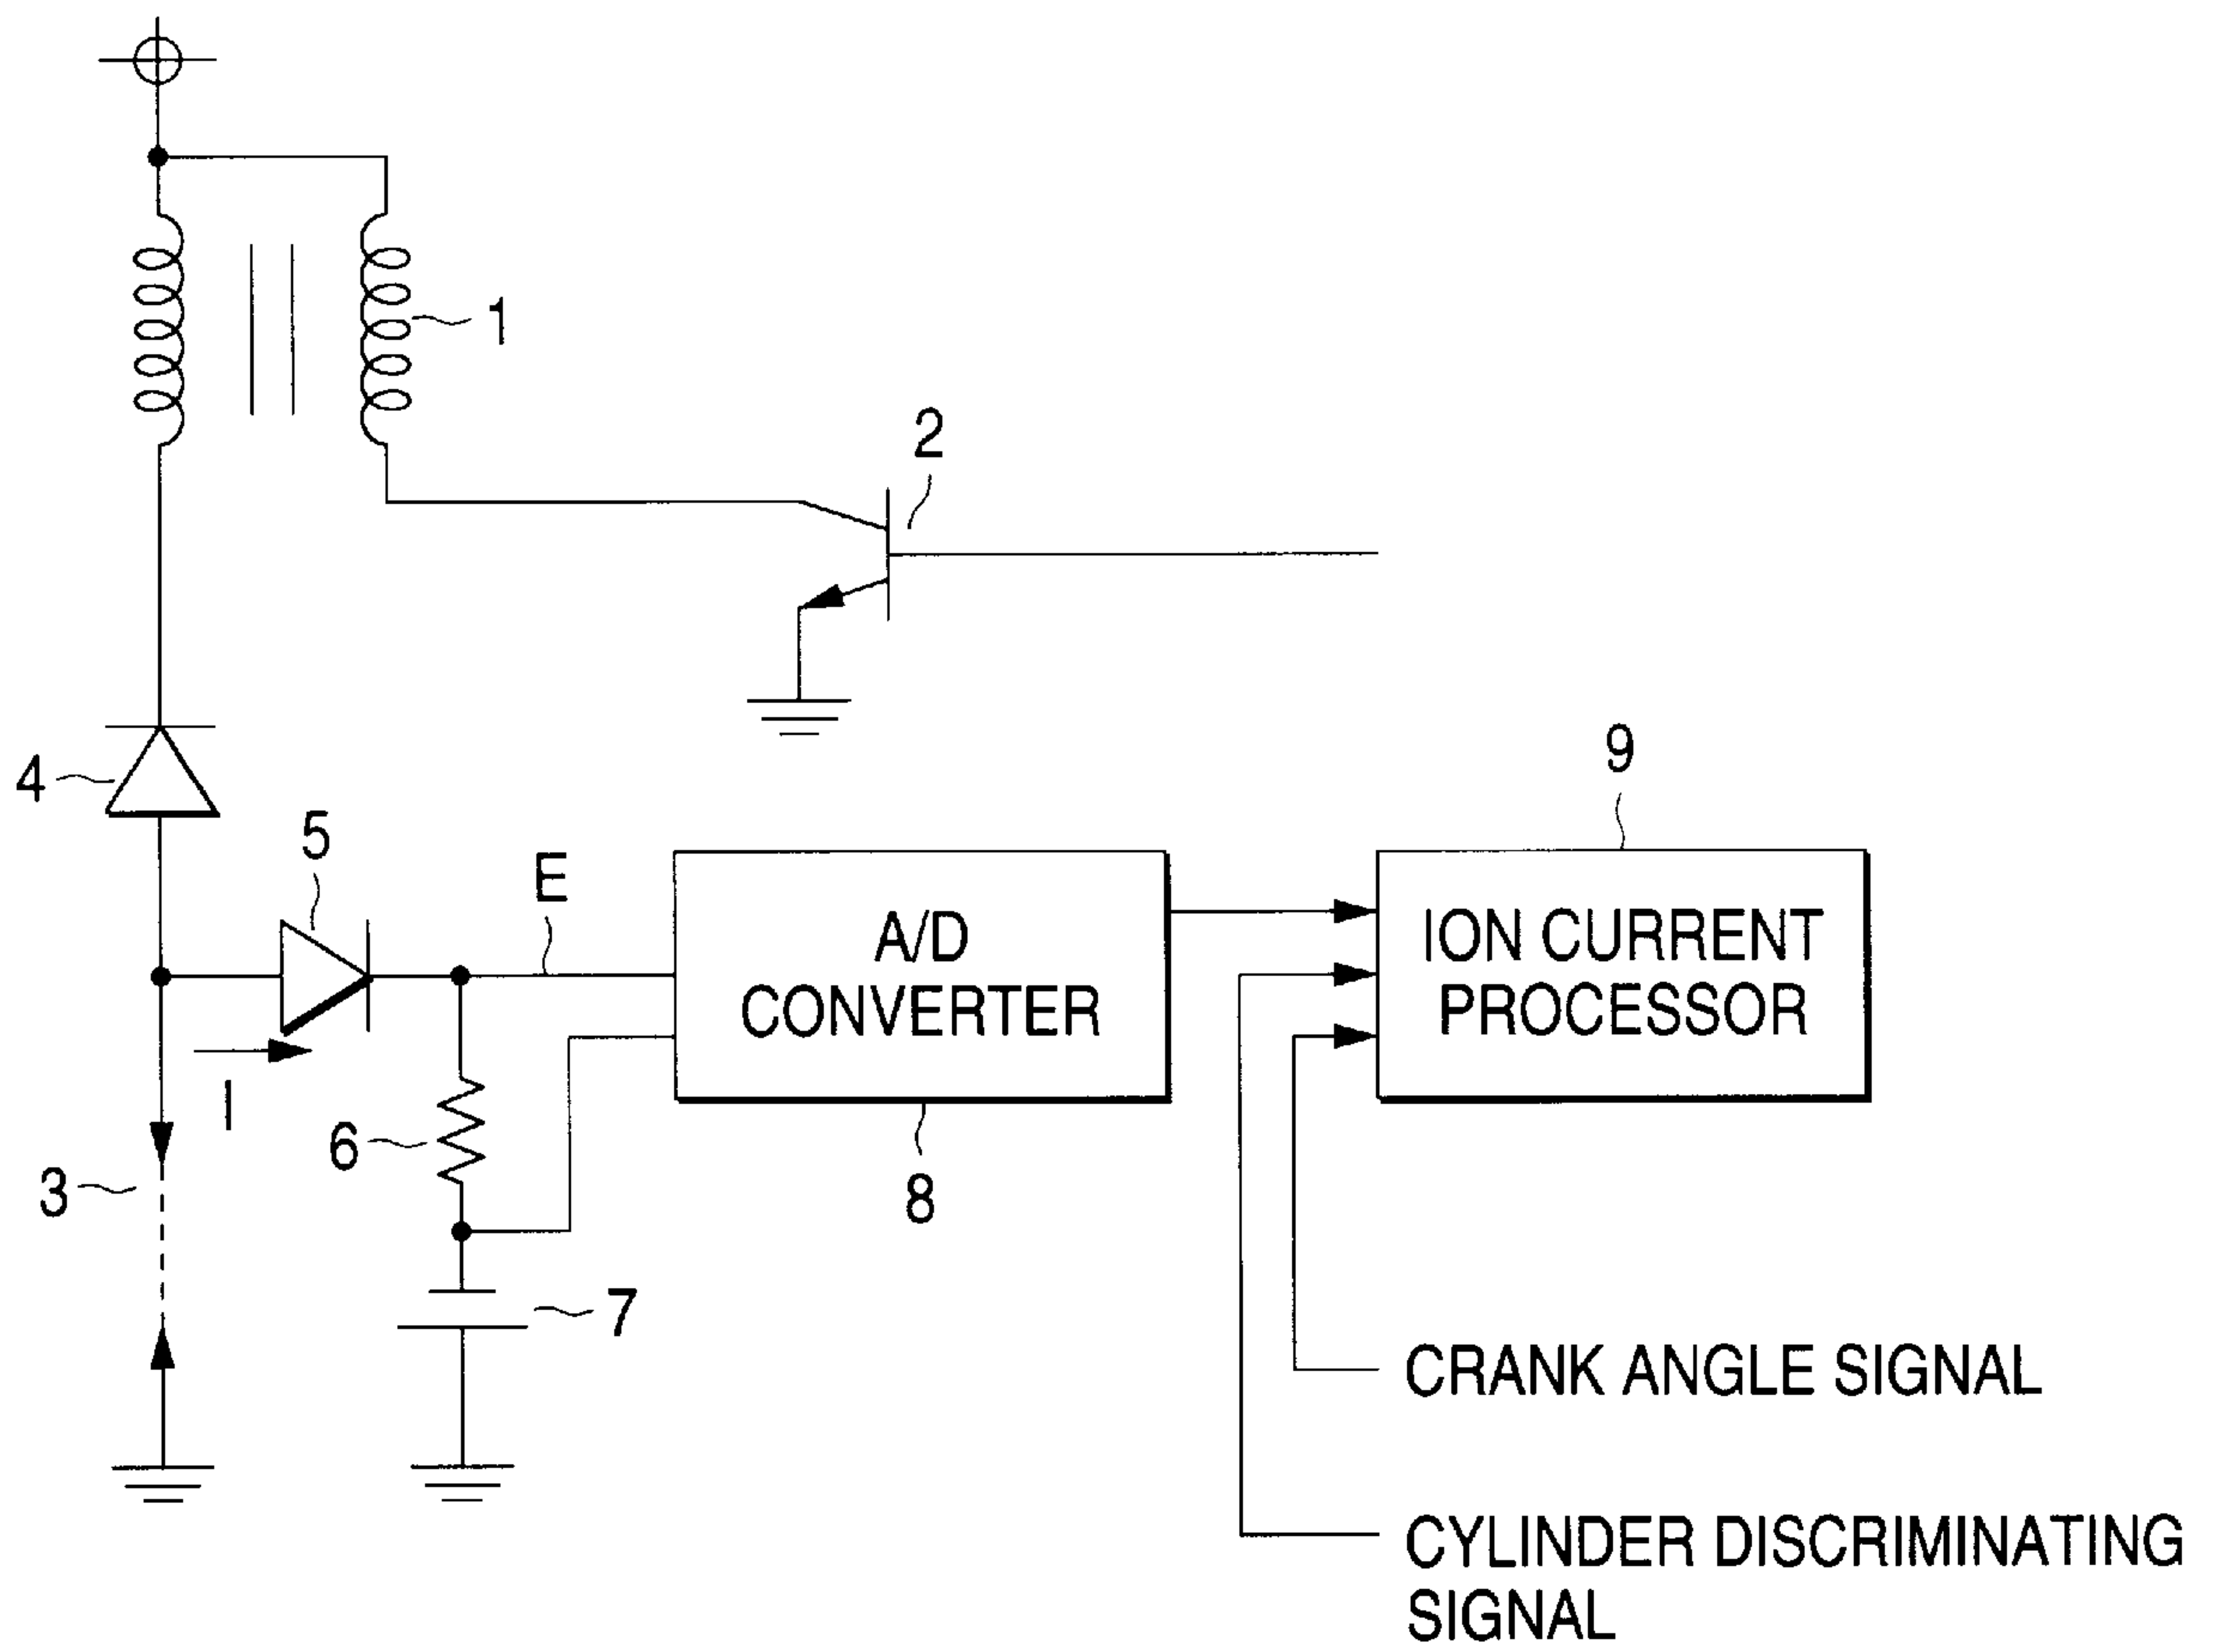 1
2
4
5
E
9
A/D
CONVERTER
ION CURRENT
PROCESSOR
I
6
3
8
7
CRANK ANGLE SIGNAL
CYLINDER DISCRIMINATING
SIGNAL